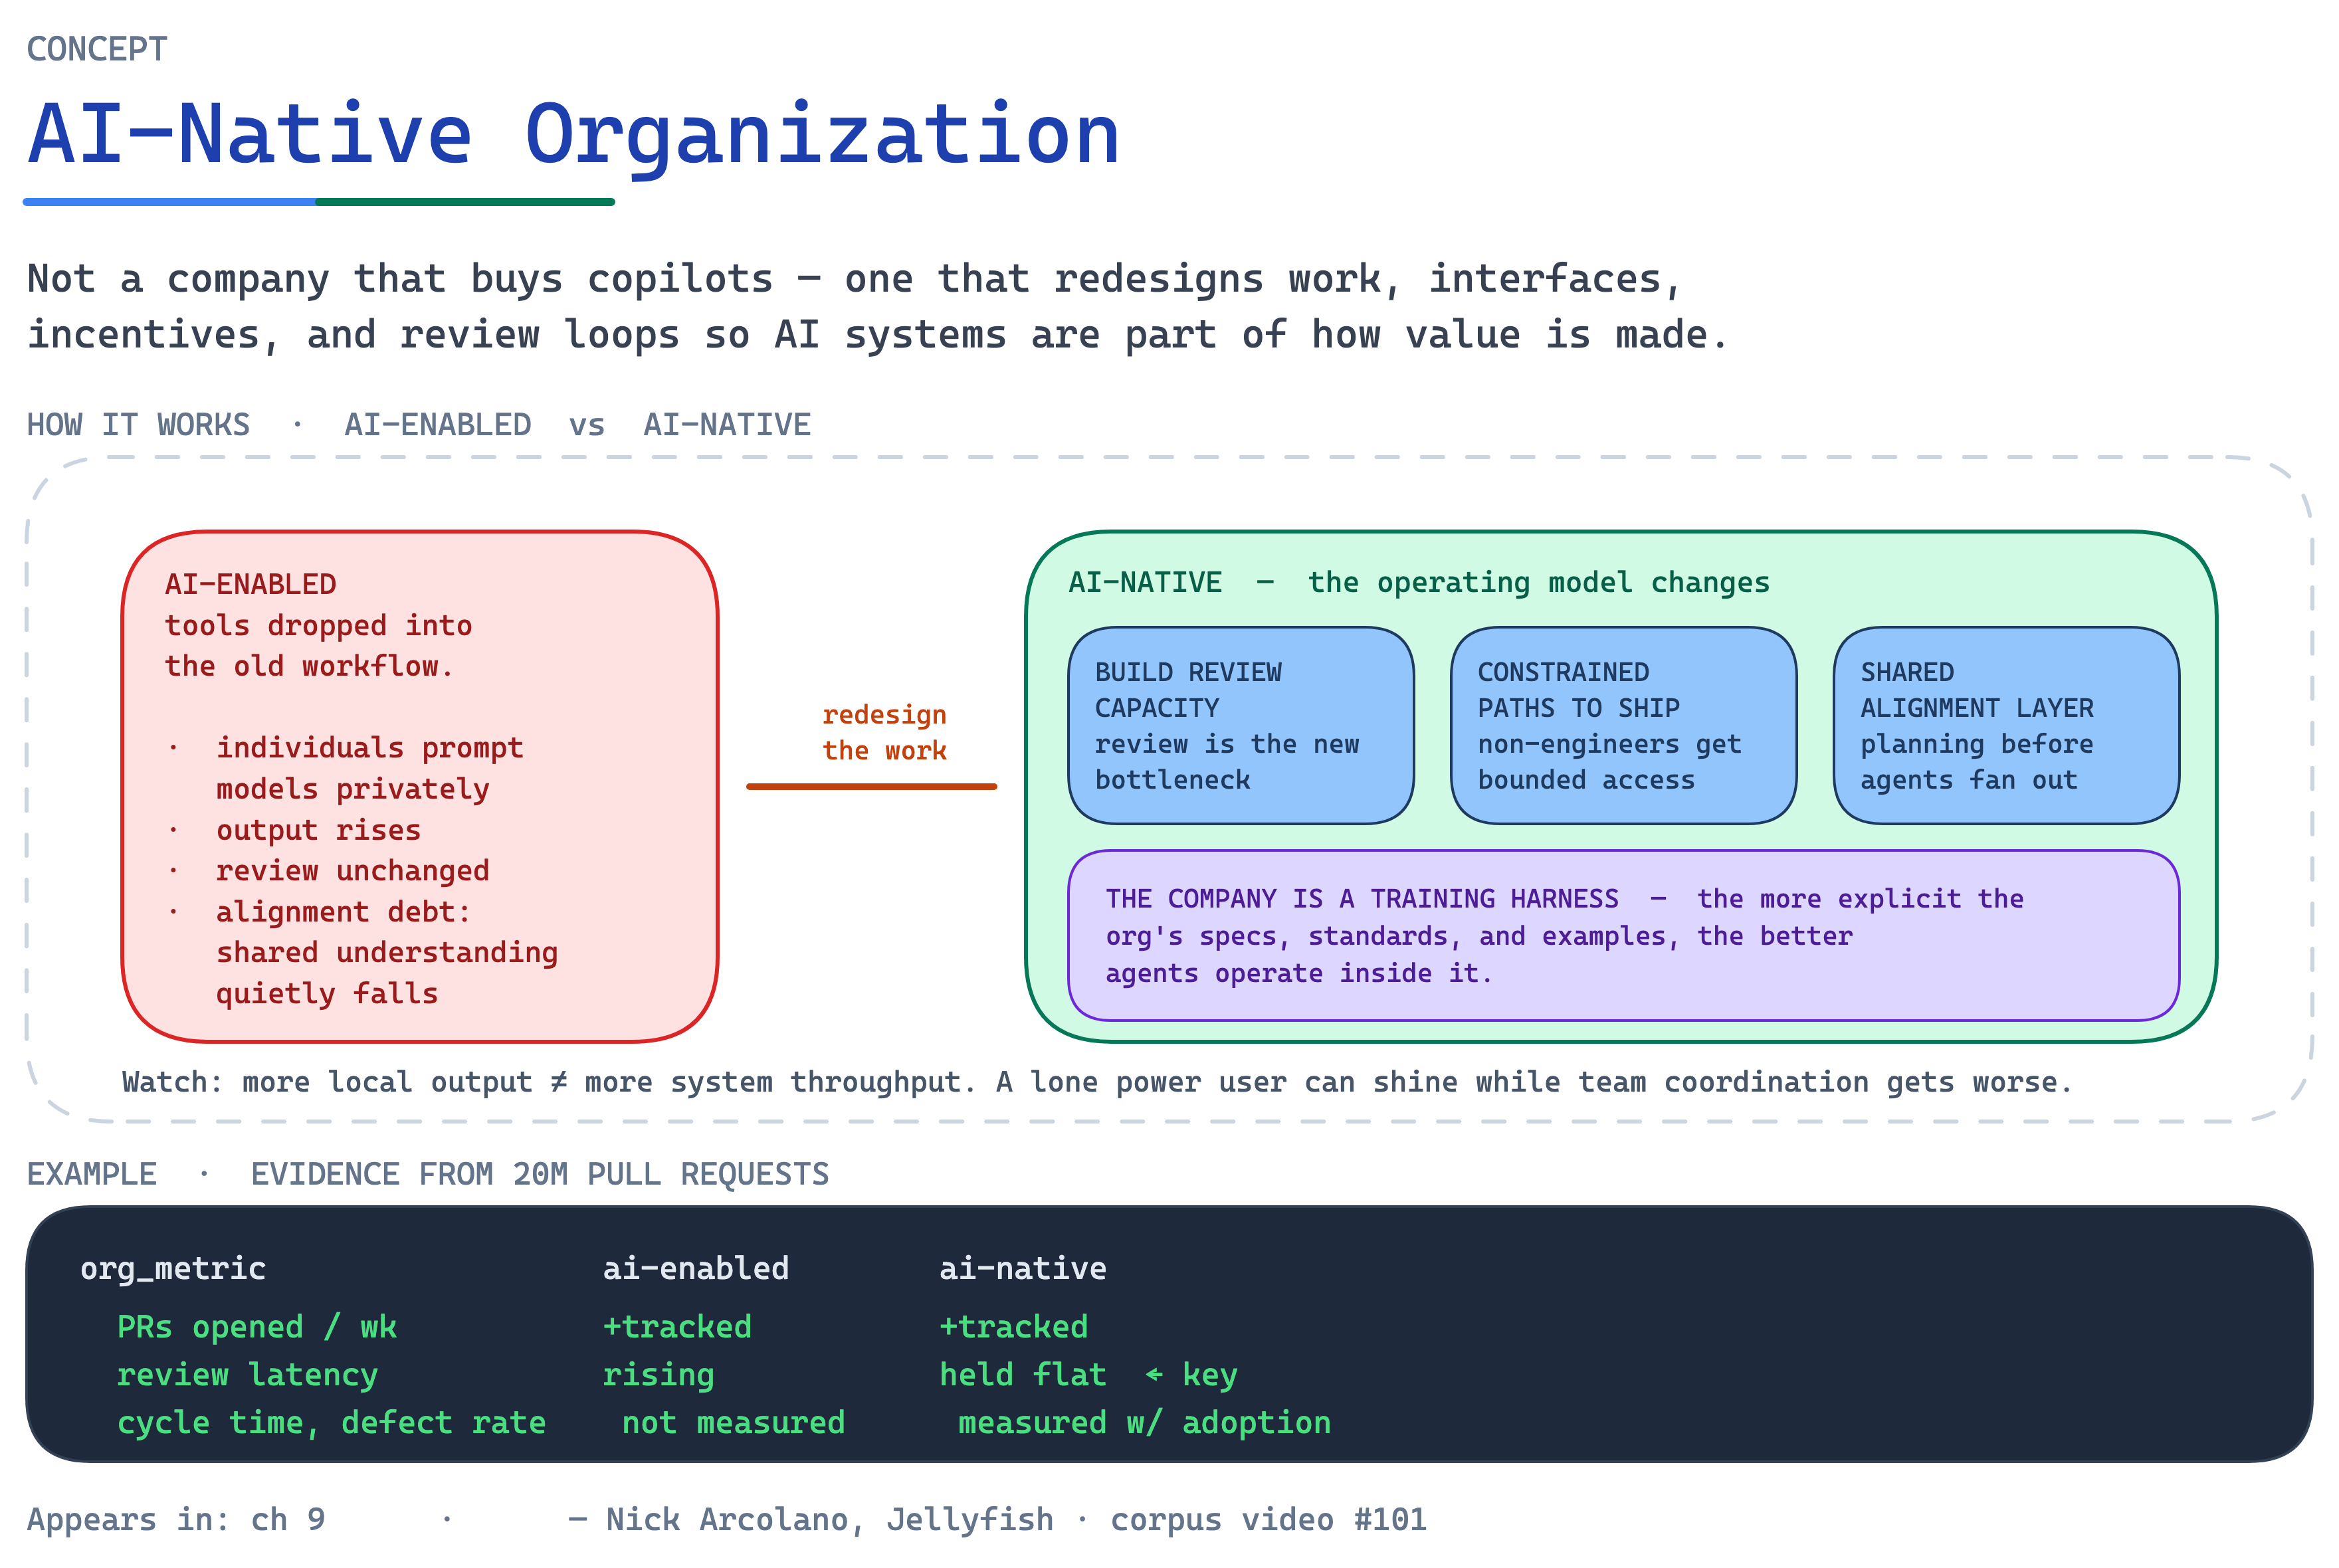 CONCEPT
AI-Native Organization
Not a company that buys copilots — one that redesigns work, interfaces,
incentives, and review loops so AI systems are part of how value is made.
HOW IT WORKS · AI-ENABLED vs AI-NATIVE
AI-ENABLED
tools dropped into
the old workflow.
· individuals prompt
models privately
· output rises
· review unchanged
· alignment debt:
shared understanding
quietly falls
redesign
the work
AI-NATIVE — the operating model changes
BUILD REVIEW
CAPACITY
review is the new
bottleneck
CONSTRAINED
PATHS TO SHIP
non-engineers get
bounded access
SHARED
ALIGNMENT LAYER
planning before
agents fan out
THE COMPANY IS A TRAINING HARNESS — the more explicit the
org's specs, standards, and examples, the better
agents operate inside it.
Watch: more local output ≠ more system throughput. A lone power user can shine while team coordination gets worse.
EXAMPLE · EVIDENCE FROM 20M PULL REQUESTS
org_metric ai-enabled ai-native
PRs opened / wk +tracked +tracked
review latency rising held flat ← key
cycle time, defect rate not measured measured w/ adoption
Appears in: ch 9 · — Nick Arcolano, Jellyfish · corpus video #101